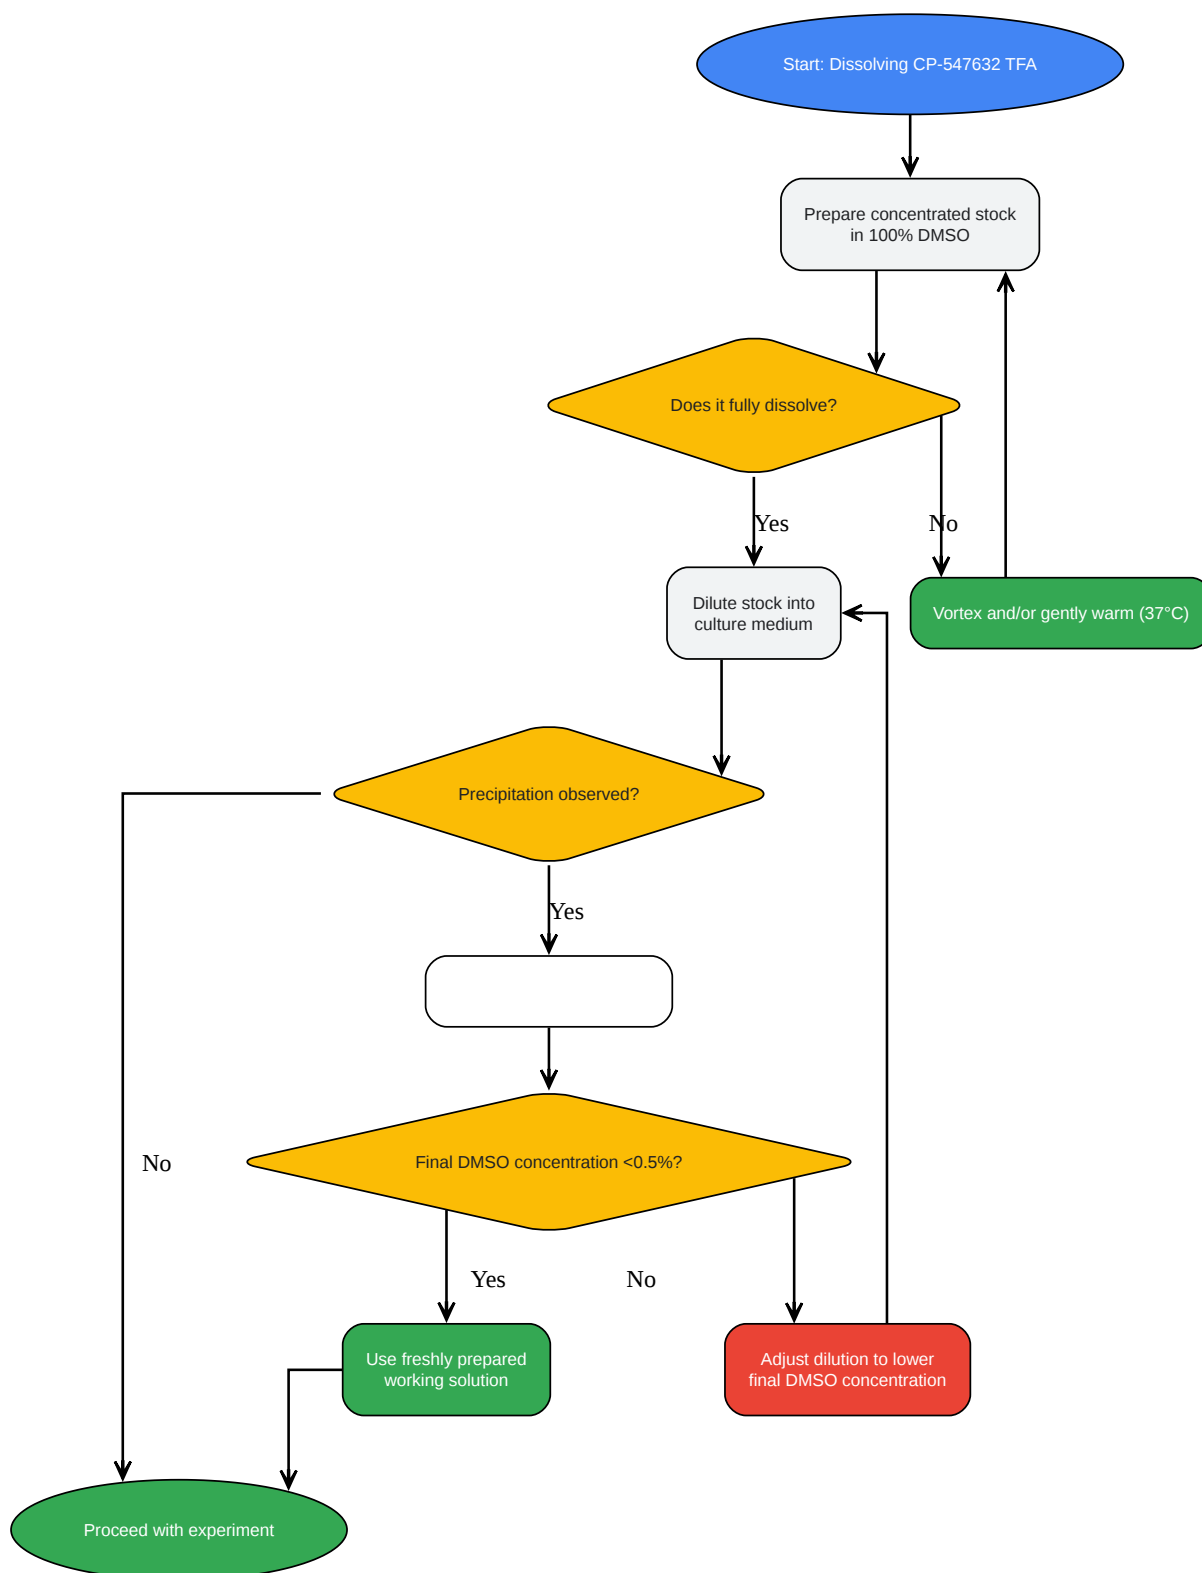 Start: Dissolving CP-547632 TFA
Prepare concentrated stock
in 100% DMSO
Does it fully dissolve?
Yes
No
Dilute stock into
culture medium
Vortex and/or gently warm (37°C)
Precipitation observed?
Yes
No
Final DMSO concentration <0.5%?
Yes
No
Use freshly prepared
working solution
Adjust dilution to lower
final DMSO concentration
Proceed with experiment